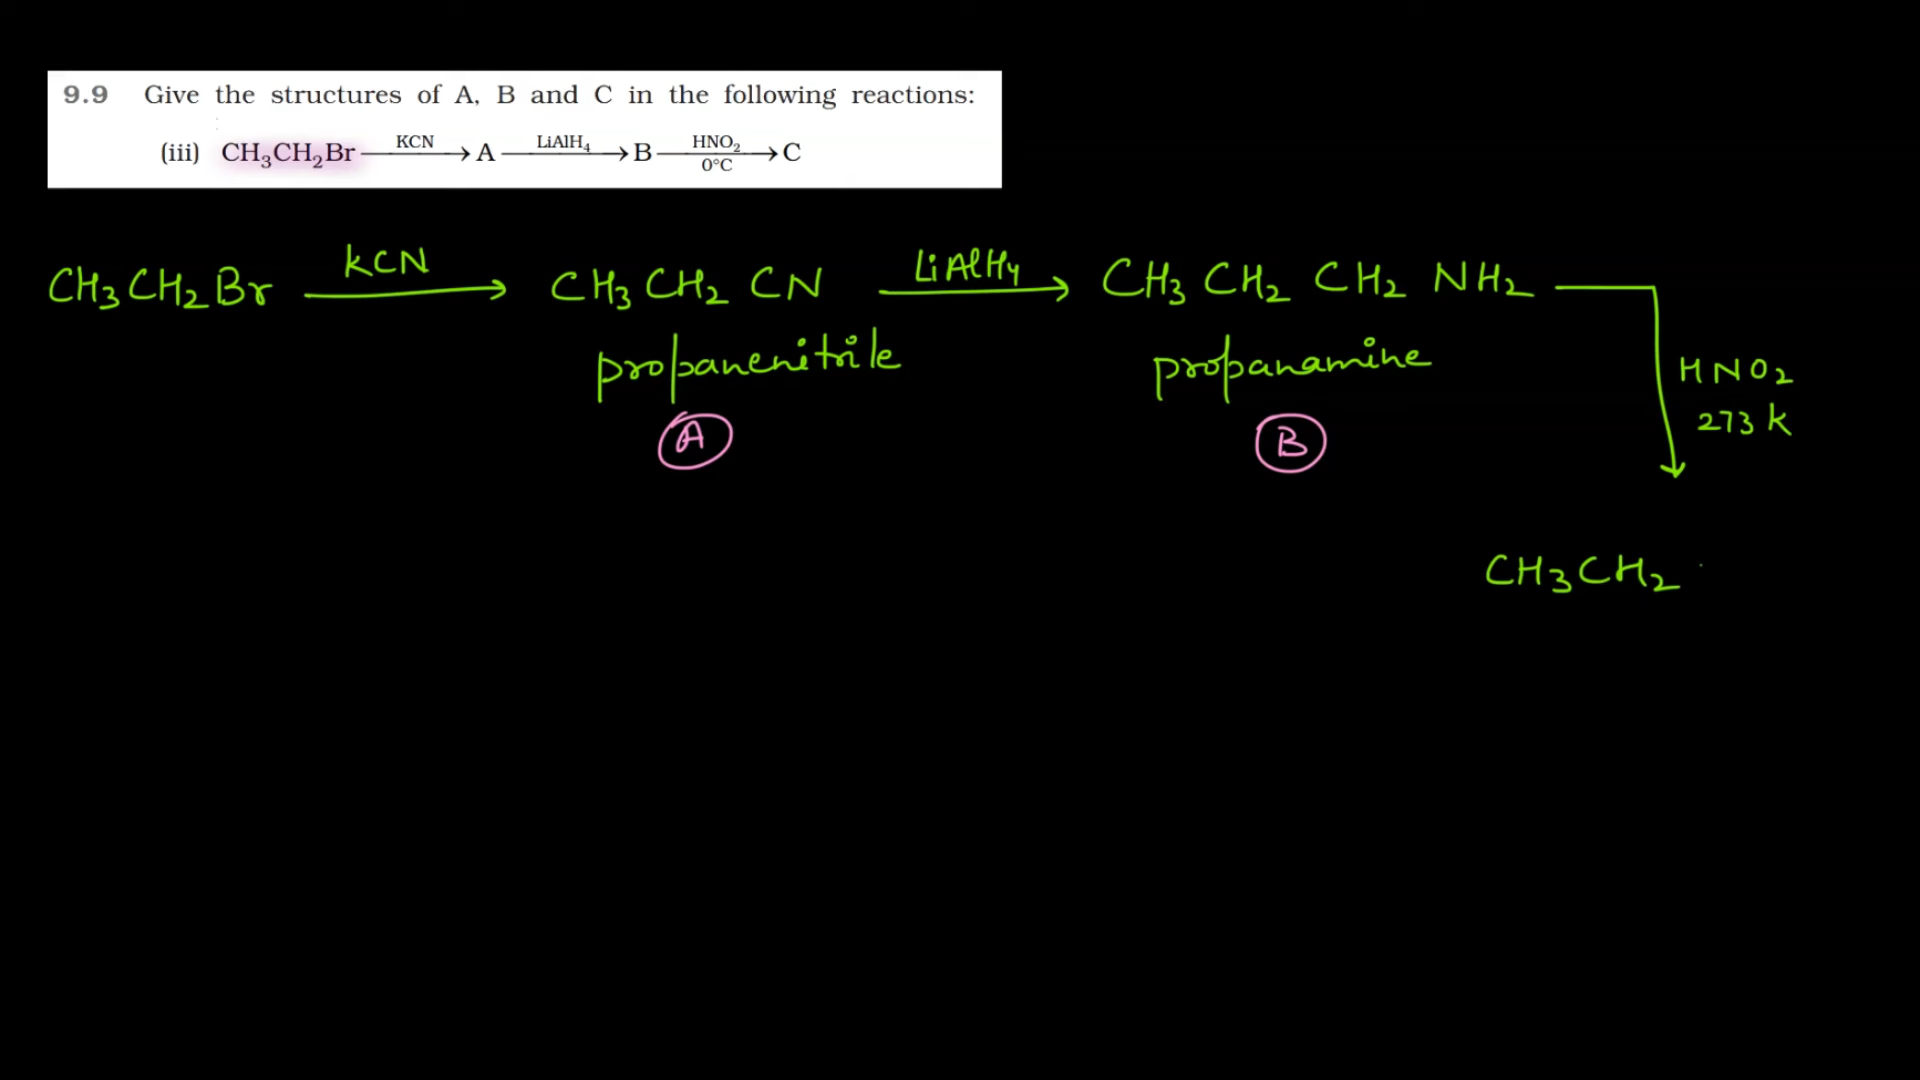 9.9 Give the structures of A, B and C in the following reactions:
(iii) CH₃CH₂Br —KCN→ A —LiAlH₄→ B —HNO₂ 0°C→ C
CH₃CH₂Br —kCN→ CH₃CH₂CN —LiAlH₄→ CH₃CH₂CH₂NH₂
propanenitrile propanamine
HNO₂
A B
273 k
CH₃CH₂